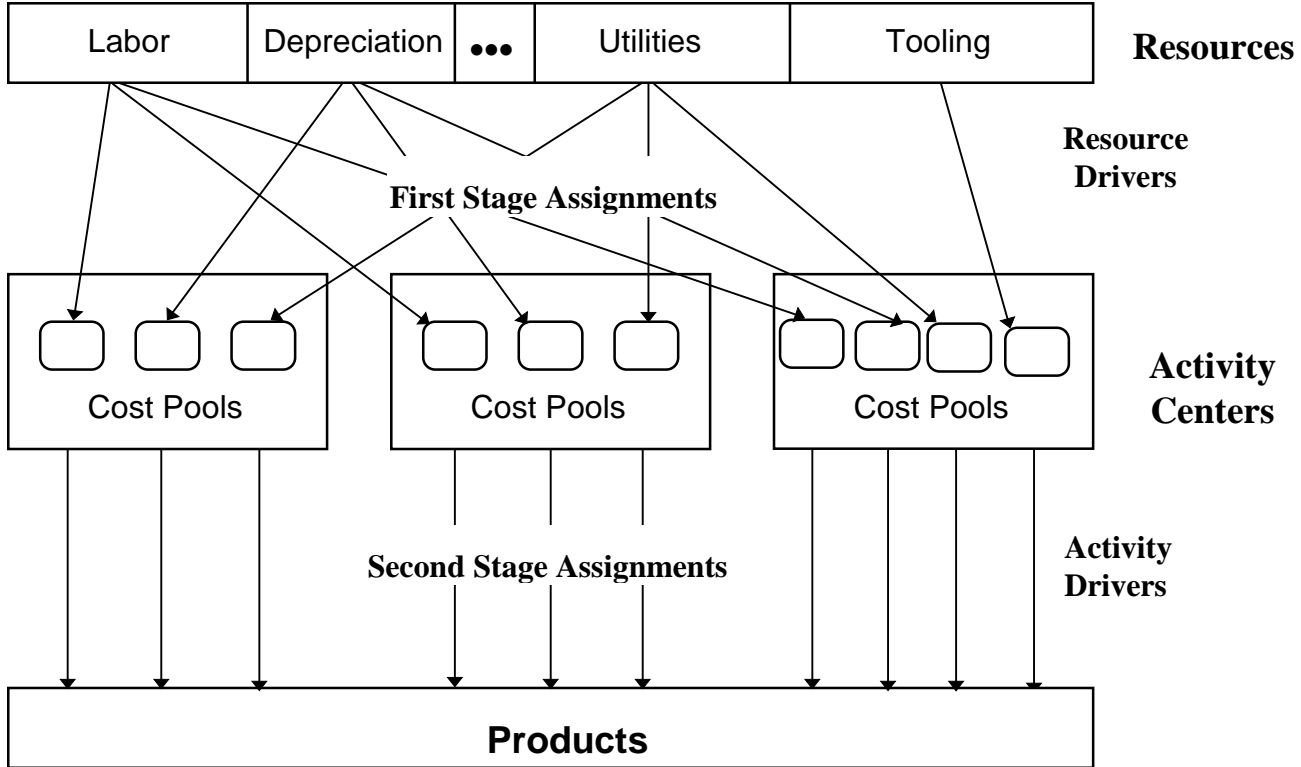 Labor
Depreciation
•••
Utilities
Tooling
Resources
Resource
Drivers
First Stage Assignments
Cost Pools
Cost Pools
Cost Pools
Activity
Centers
Second Stage Assignments
Activity
Drivers
Products